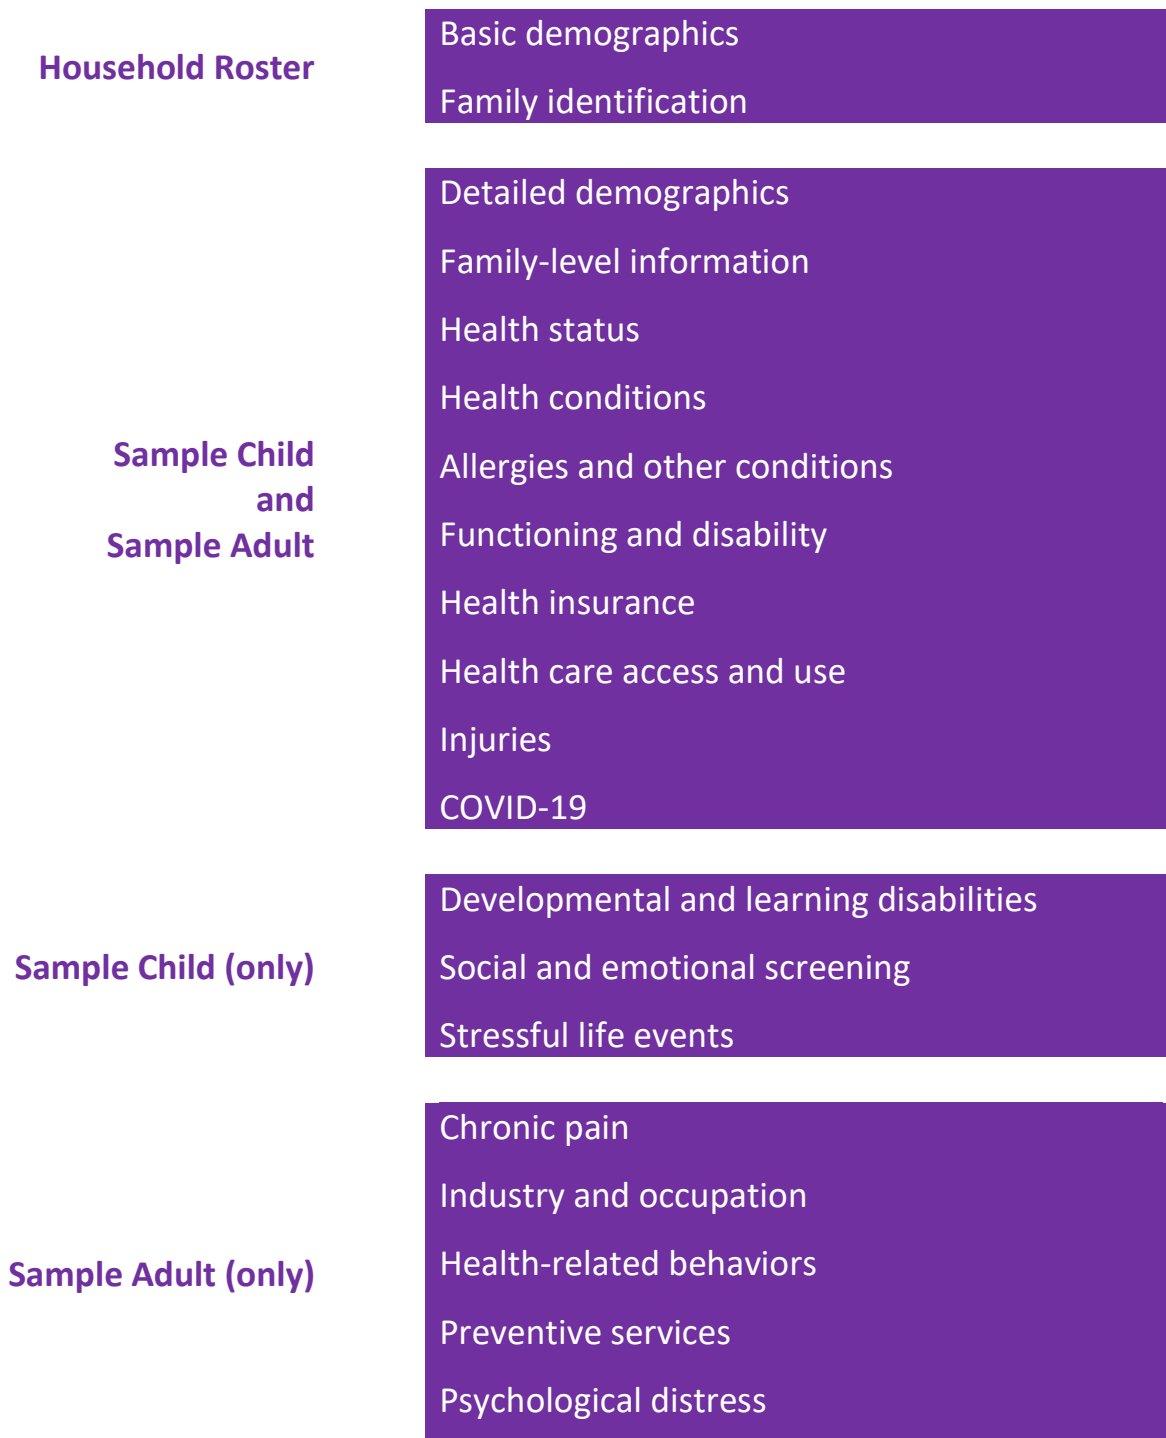 Household Roster
Basic demographics
Family identification
Sample Child
and
Sample Adult
Detailed demographics
Family-level information
Health status
Health conditions
Allergies and other conditions
Functioning and disability
Health insurance
Health care access and use
Injuries
COVID-19
Sample Child (only)
Developmental and learning disabilities
Social and emotional screening
Stressful life events
Sample Adult (only)
Chronic pain
Industry and occupation
Health-related behaviors
Preventive services
Psychological distress